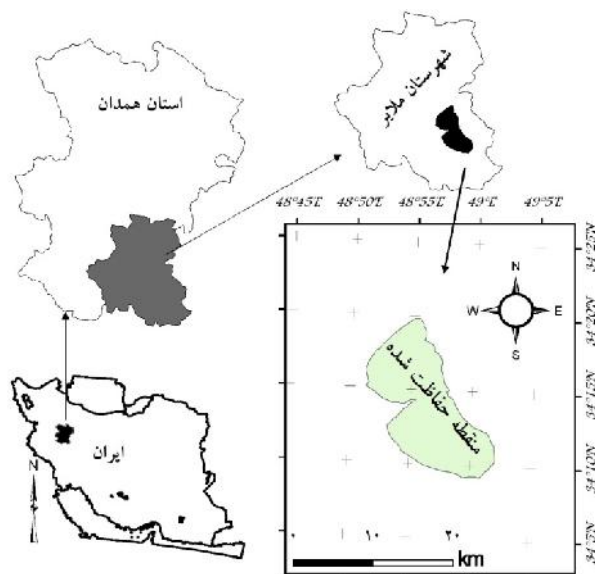 استان همدان
شهرستان ملایر
48°45'E 48°50'E 48°55'E 49°E 49°5'E
34°25'N
34°20'N
34°15'N
34°10'N
34°5'N
N
W E
S
منطقه حفاظت شده
ایران
N
۰ ۱۰ ۲۰
km